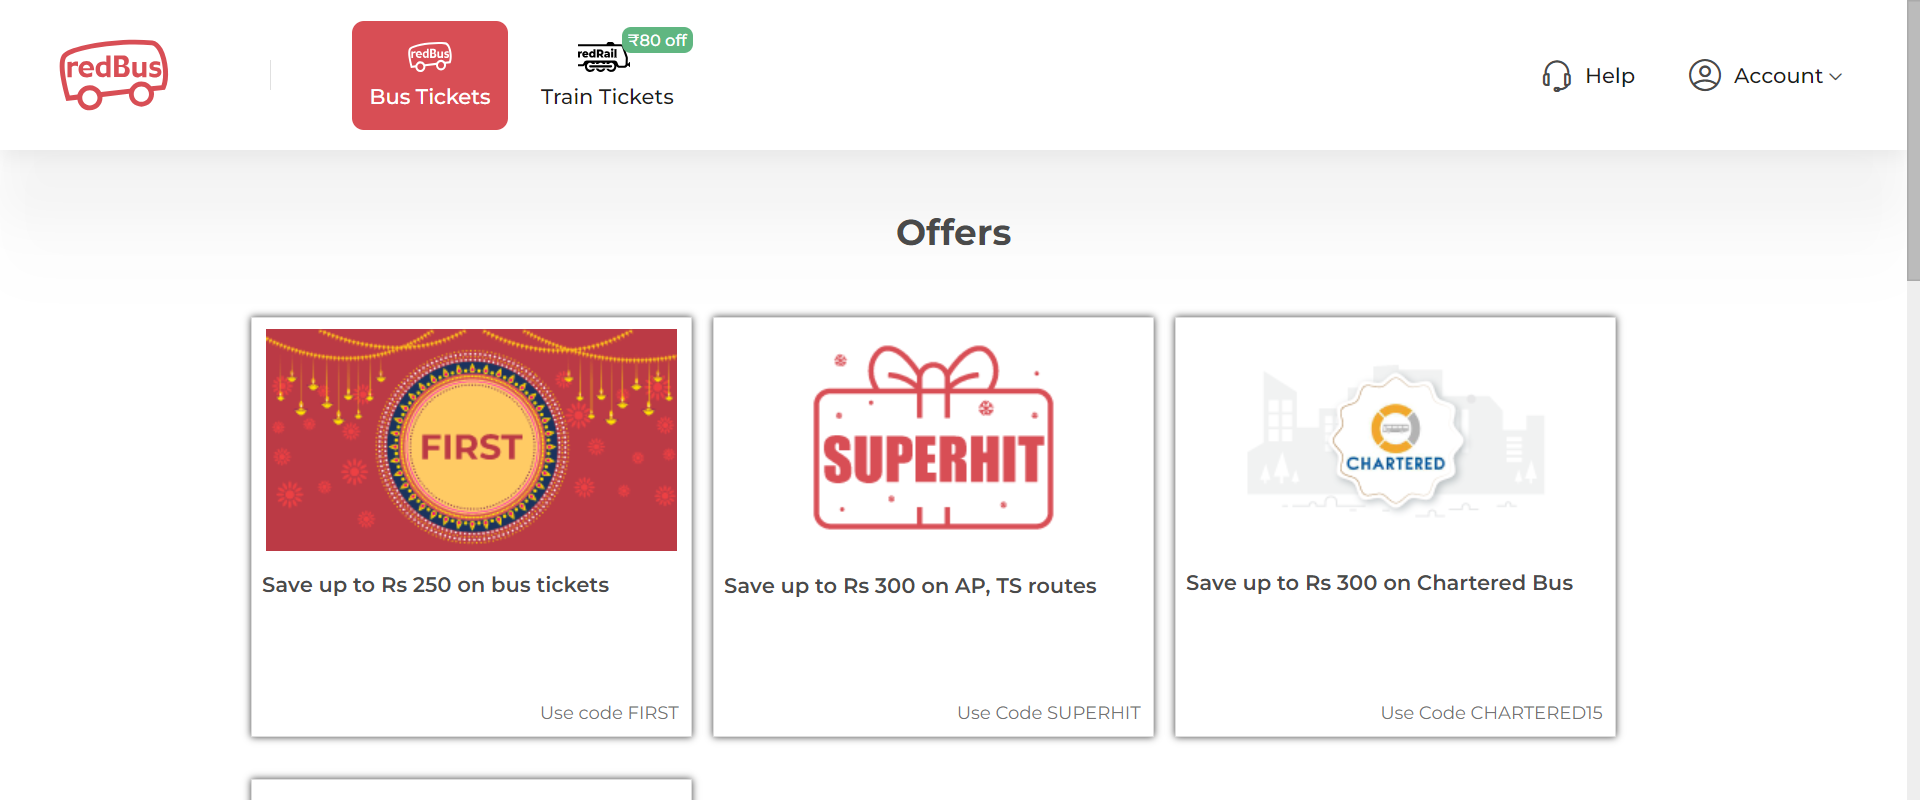 redBus
redBus
Bus Tickets
redRail
₹80 off
Train Tickets
Help
Account
Offers
FIRST
Save up to Rs 250 on bus tickets
Use code FIRST
SUPERHIT
Save up to Rs 300 on AP, TS routes
Use Code SUPERHIT
CHARTERED
Save up to Rs 300 on Chartered Bus
Use Code CHARTERED15